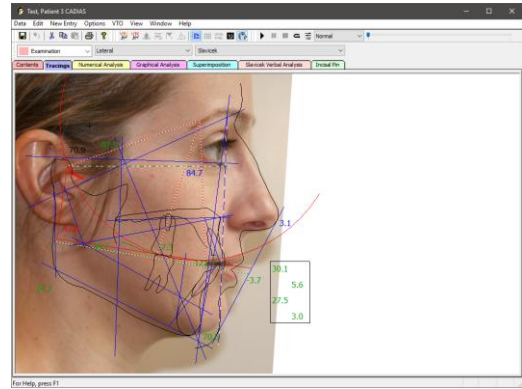 Test, Patient 3 CADIAS
Data Edit New Entry Options VTO View Window Help
Normal
Examination Lateral Slavicek
Contents Tracings Numerical Analysis Graphical Analysis Superimposition Slavicek Verbal Analysis Incisal Pin
70.9
84.7
3.1
-3.7
30.1
5.6
27.5
3.0
For Help, press F1